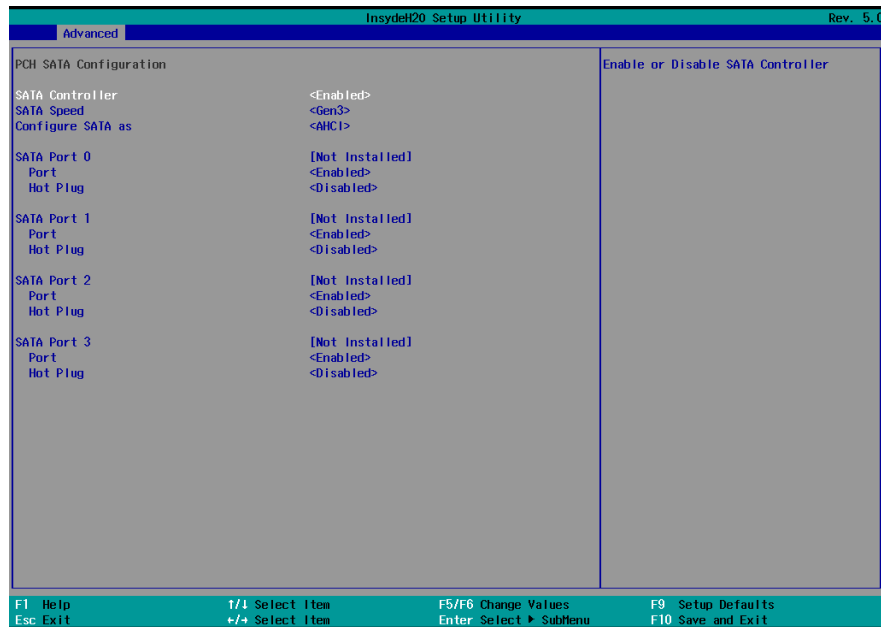 InsydeH20 Setup Utility Rev. 5.0
Advanced
PCH SATA Configuration
Enable or Disable SATA Controller
SATA Controller <Enabled>
SATA Speed <Gen3>
Configure SATA as <AHCI>
SATA Port 0 [Not Installed]
Port <Enabled>
Hot Plug <Disabled>
SATA Port 1 [Not Installed]
Port <Enabled>
Hot Plug <Disabled>
SATA Port 2 [Not Installed]
Port <Enabled>
Hot Plug <Disabled>
SATA Port 3 [Not Installed]
Port <Enabled>
Hot Plug <Disabled>
F1 Help ↑/↓ Select Item F5/F6 Change Values F9 Setup Defaults
Esc Exit ←/→ Select Item Enter Select ▶ SubMenu F10 Save and Exit